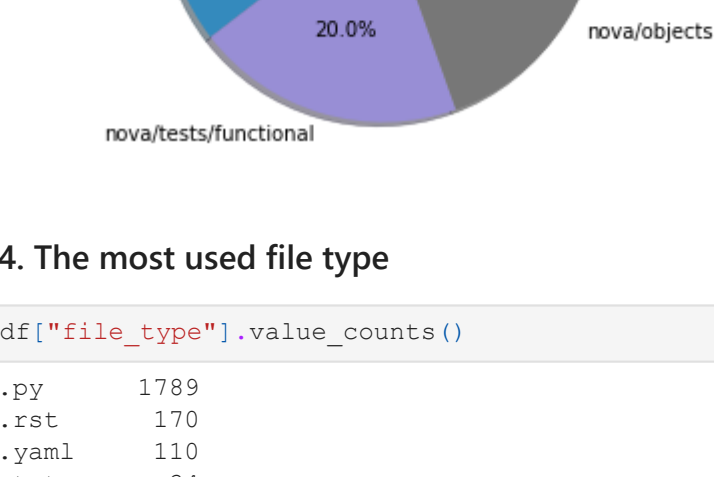 20.0%
nova/objects
nova/tests/functional
4. The most used file type
df["file_type"].value_counts()
.py 1789
.rst 170
.yaml 110